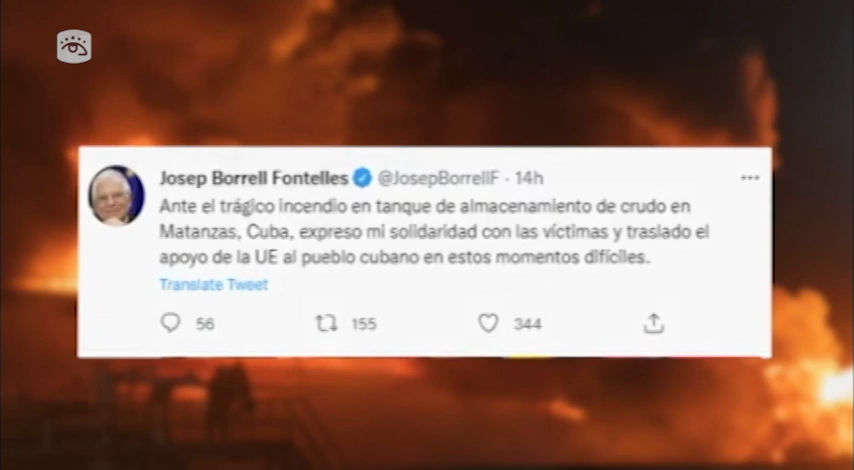 Josep Borrell Fontelles @JosepBorrellF · 14h
Ante el trágico incendio en tanque de almacenamiento de crudo en
Matanzas, Cuba, expreso mi solidaridad con las víctimas y traslado el
apoyo de la UE al pueblo cubano en estos momentos difíciles.
Translate Tweet
56 155 344